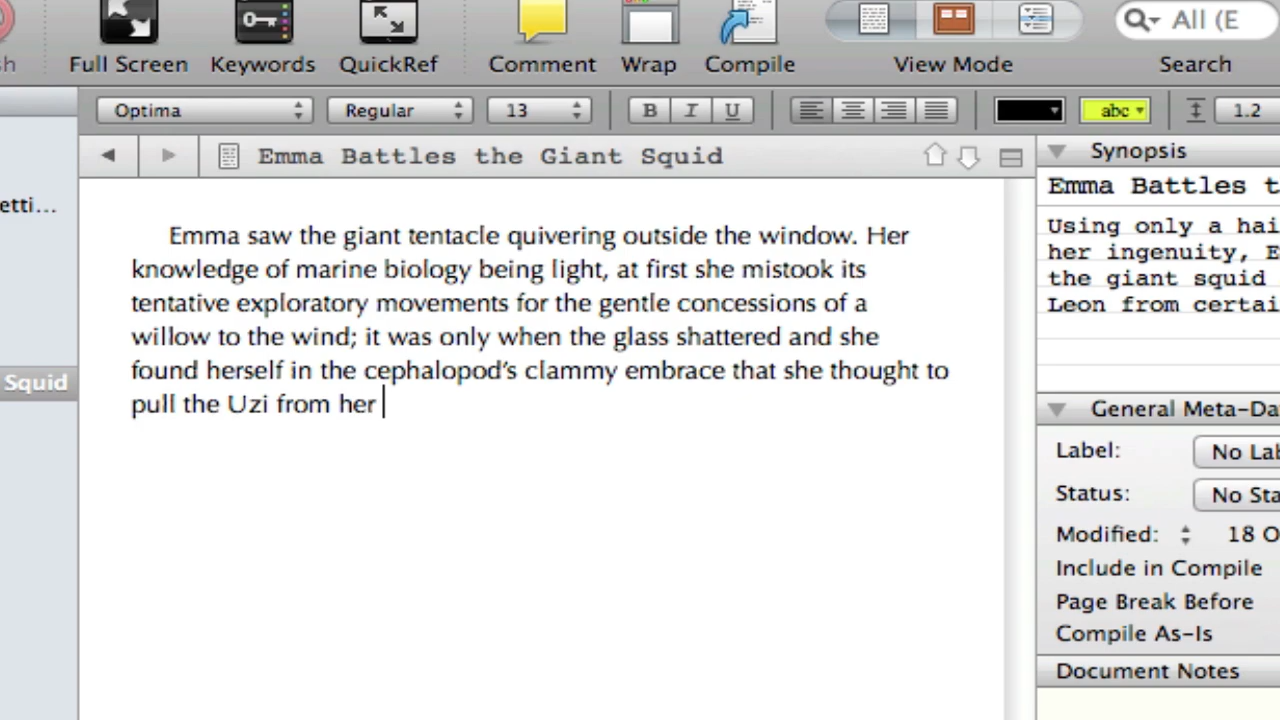 Full Screen Keywords QuickRef Comment Wrap Compile View Mode Search
All (E
Optima Regular 13 B I U abc 1.2
Emma Battles the Giant Squid
Emma saw the giant tentacle quivering outside the window. Her
knowledge of marine biology being light, at first she mistook its
tentative exploratory movements for the gentle concessions of a
willow to the wind; it was only when the glass shattered and she
found herself in the cephalopod's clammy embrace that she thought to
pull the Uzi from her
etti...
Squid
Synopsis
Emma Battles t
Using only a hai
her ingenuity, E
the giant squid
Leon from certai
General Meta-Da
Label: No Lab
Status: No Sta
Modified: 18 O
Include in Compile
Page Break Before
Compile As-Is
Document Notes